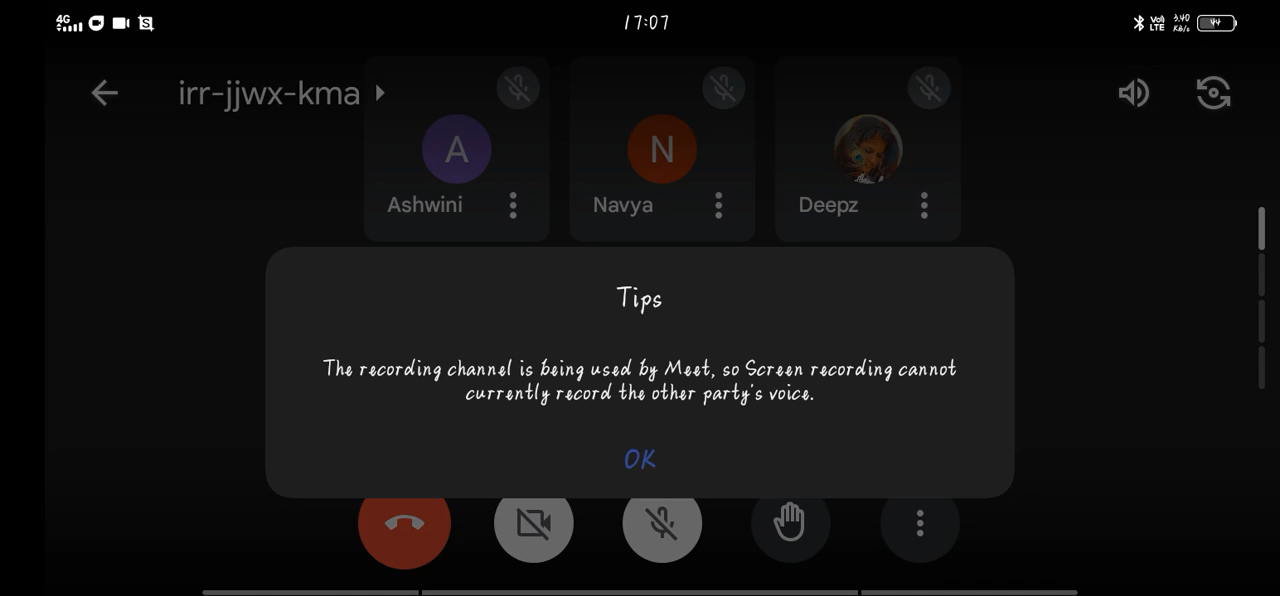 4G
17:07
Vo))
LTE
3.40
KB/s
44
irr-jjwx-kma
A
N
Ashwini
Navya
Deepz
Tips
The recording channel is being used by Meet, so Screen recording cannot
currently record the other party's voice.
OK